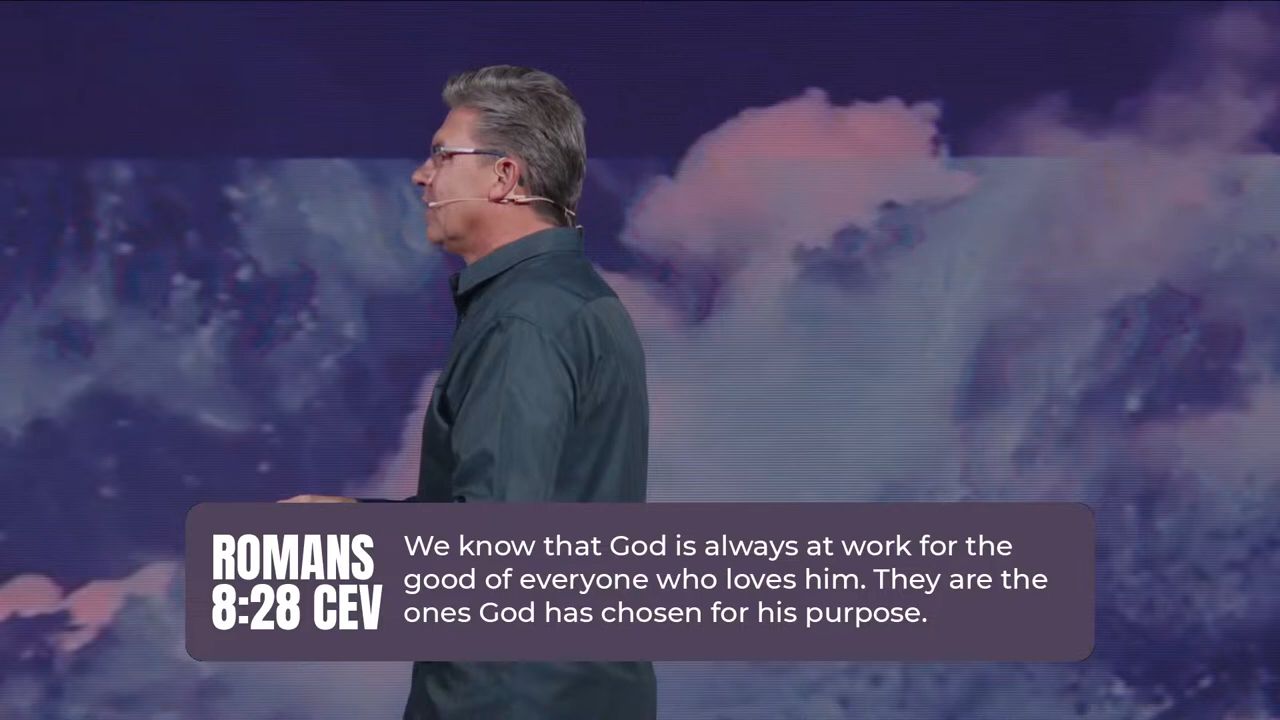 ROMANS
8:28 CEV
We know that God is always at work for the
good of everyone who loves him. They are the
ones God has chosen for his purpose.